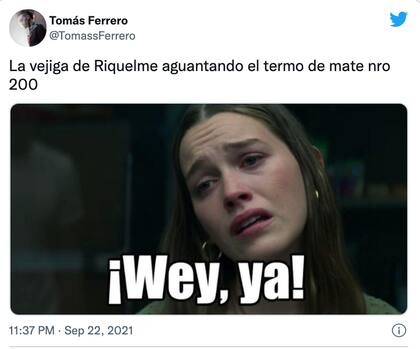 Tomás Ferrero
@TomassFerrero
La vejiga de Riquelme aguantando el termo de mate nro
200
¡Wey, ya!
11:37 PM · Sep 22, 2021